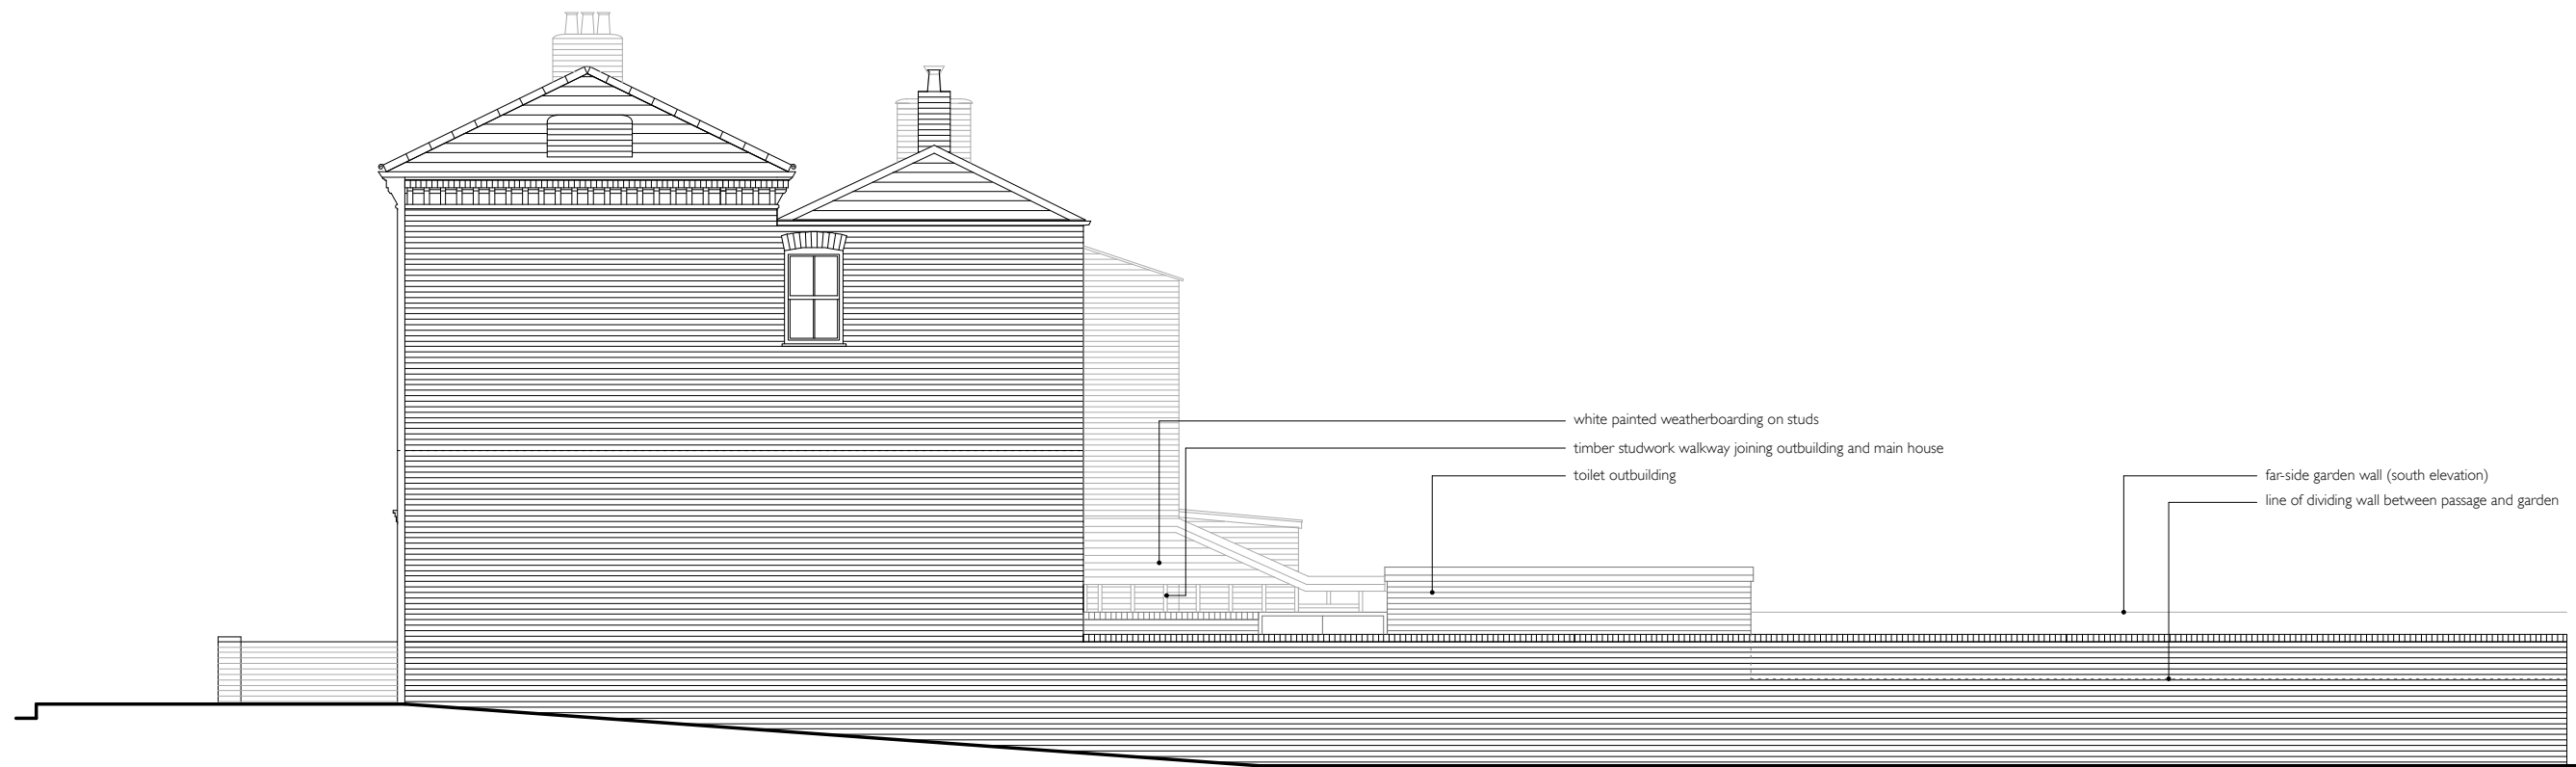 white painted weatherboarding on studs
timber studwork walkway joining outbuilding and main house
toilet outbuilding
far-side garden wall (south elevation)
line of dividing wall between passage and garden